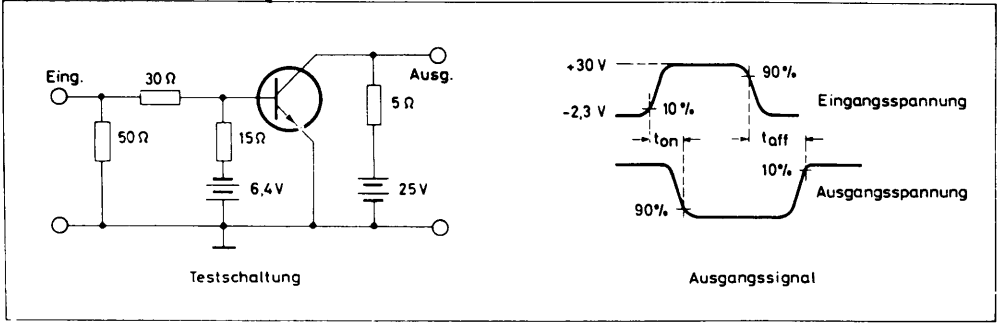 Eing.
30 Ω
Ausg.
50 Ω
15 Ω
5 Ω
6,4 V
25 V
Testschaltung
+30 V
90 %
-2,3 V
10 %
Eingangsspannung
ton
taff
10%
Ausgangsspannung
90%
Ausgangssignal